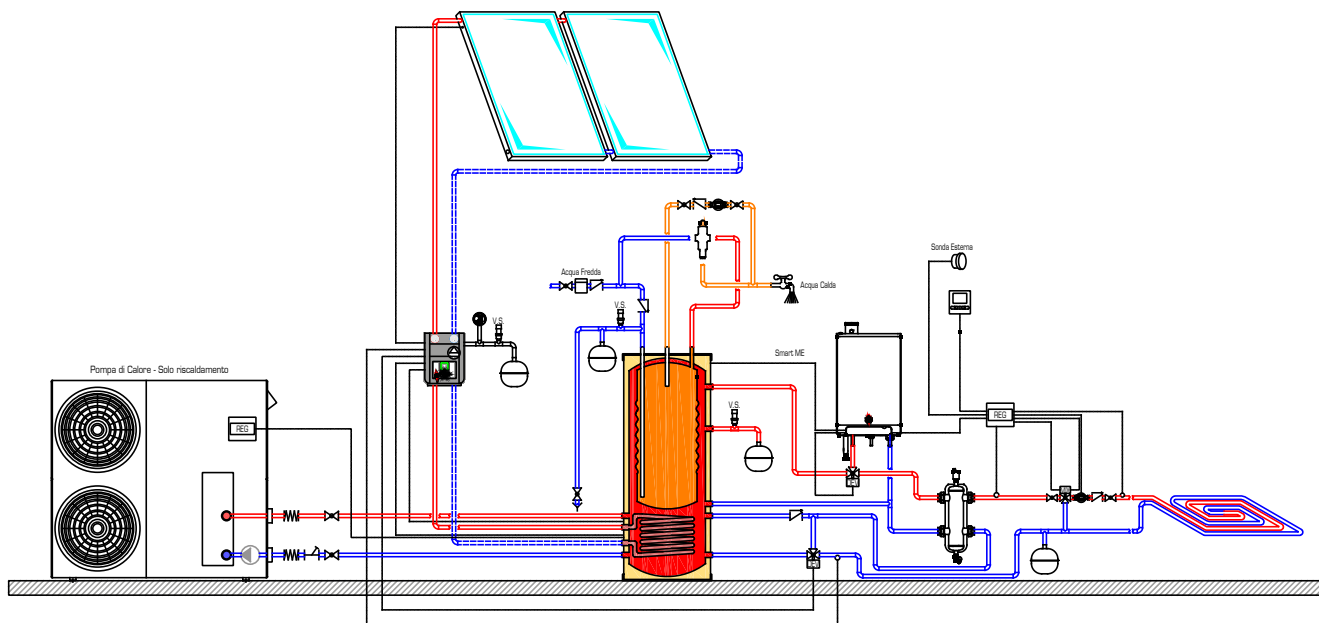 Acqua Fredda
V.S.
Acqua Calda
Sonda Esterna
V.S.
Smart ME
Pompa di Calore - Solo riscaldamento
V.S.
REG
REG